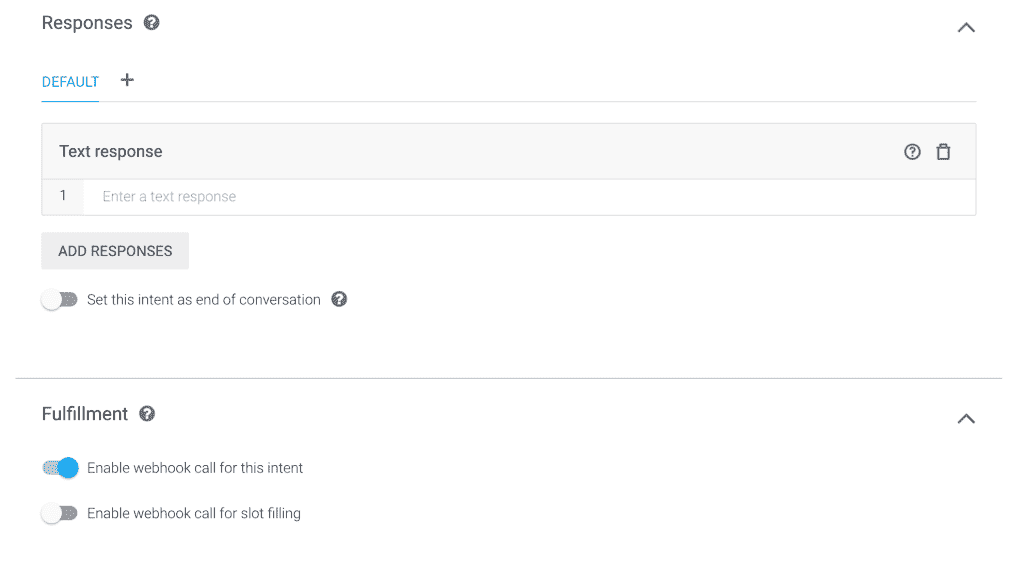 Responses
DEFAULT
Text response
1 Enter a text response
ADD RESPONSES
Set this intent as end of conversation
Fulfillment
Enable webhook call for this intent
Enable webhook call for slot filling